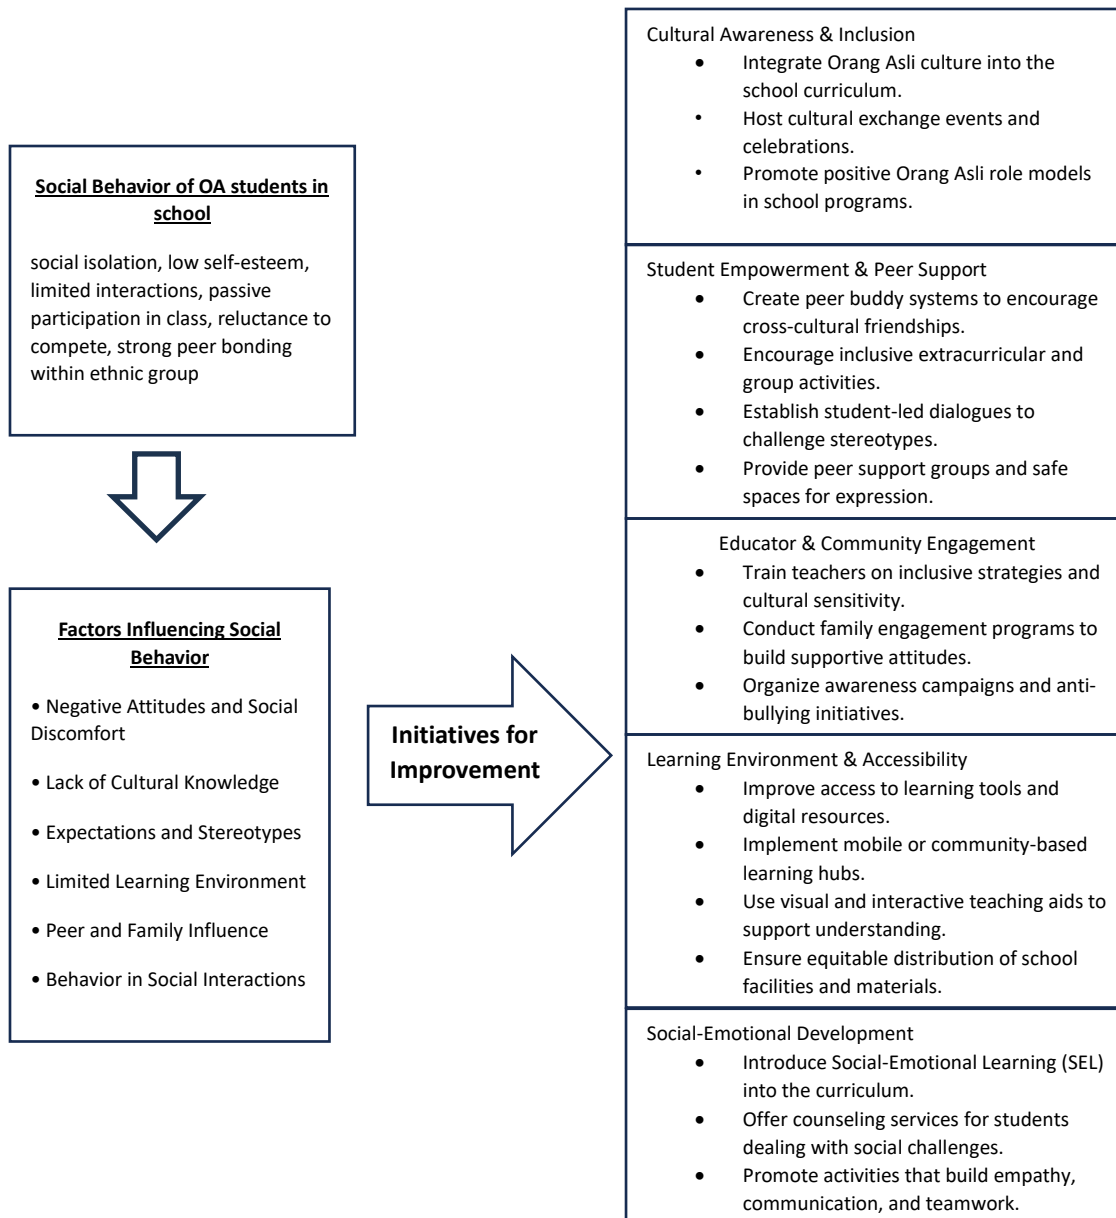 Social Behavior of OA students in
school
social isolation, low self-esteem,
limited interactions, passive
participation in class, reluctance to
compete, strong peer bonding
within ethnic group
Factors Influencing Social
Behavior
• Negative Attitudes and Social
Discomfort
• Lack of Cultural Knowledge
• Expectations and Stereotypes
• Limited Learning Environment
• Peer and Family Influence
• Behavior in Social Interactions
Initiatives for
Improvement
Cultural Awareness & Inclusion
• Integrate Orang Asli culture into the
school curriculum.
• Host cultural exchange events and
celebrations.
• Promote positive Orang Asli role models
in school programs.
Student Empowerment & Peer Support
• Create peer buddy systems to encourage
cross-cultural friendships.
• Encourage inclusive extracurricular and
group activities.
• Establish student-led dialogues to
challenge stereotypes.
• Provide peer support groups and safe
spaces for expression.
Educator & Community Engagement
• Train teachers on inclusive strategies and
cultural sensitivity.
• Conduct family engagement programs to
build supportive attitudes.
• Organize awareness campaigns and anti-
bullying initiatives.
Learning Environment & Accessibility
• Improve access to learning tools and
digital resources.
• Implement mobile or community-based
learning hubs.
• Use visual and interactive teaching aids to
support understanding.
• Ensure equitable distribution of school
facilities and materials.
Social-Emotional Development
• Introduce Social-Emotional Learning (SEL)
into the curriculum.
• Offer counseling services for students
dealing with social challenges.
• Promote activities that build empathy,
communication, and teamwork.